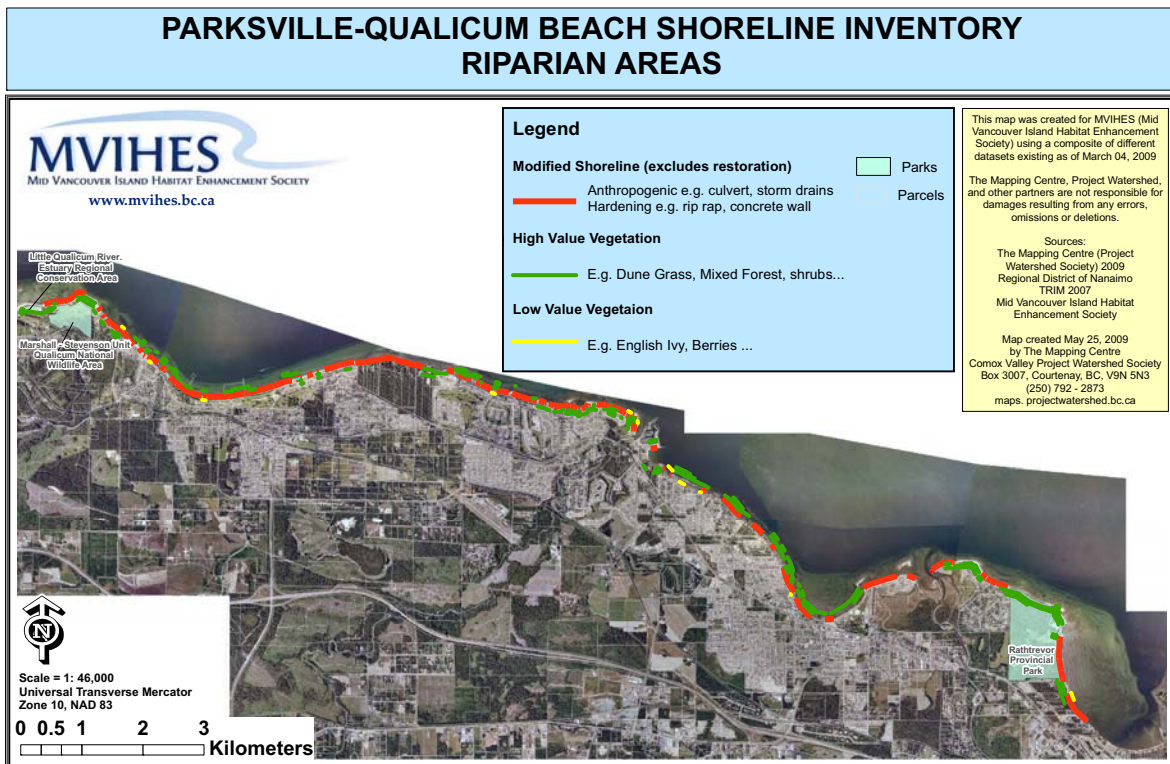 PARKSVILLE-QUALICUM BEACH SHORELINE INVENTORY
RIPARIAN AREAS
MVIHES
MID VANCOUVER ISLAND HABITAT ENHANCEMENT SOCIETY
www.mvihes.bc.ca
Legend
Modified Shoreline (excludes restoration)
Anthropogenic e.g. culvert, storm drains
Hardening e.g. rip rap, concrete wall
Parks
Parcels
High Value Vegetation
E.g. Dune Grass, Mixed Forest, shrubs...
Low Value Vegetaion
E.g. English Ivy, Berries ...
This map was created for MVIHES (Mid
Vancouver Island Habitat Enhancement
Society) using a composite of different
datasets existing as of March 04, 2009
The Mapping Centre, Project Watershed,
and other partners are not responsible for
damages resulting from any errors,
omissions or deletions.
Sources:
The Mapping Centre (Project
Watershed Society) 2009
Regional District of Nanaimo
TRIM 2007
Mid Vancouver Island Habitat
Enhancement Society
Map created May 25, 2009
by The Mapping Centre
Comox Valley Project Watershed Society
Box 3007, Courtenay, BC, V9N 5N3
(250) 792 - 2873
maps. projectwatershed.bc.ca
Little Qualicum River.
Estuary Regional
Conservation Area
Marshall - Stevenson Unit
Qualicum National
Wildlife Area
Rathtrevor
Provincial
Park
N
Scale = 1: 46,000
Universal Transverse Mercator
Zone 10, NAD 83
0 0.5 1 2 3
Kilometers